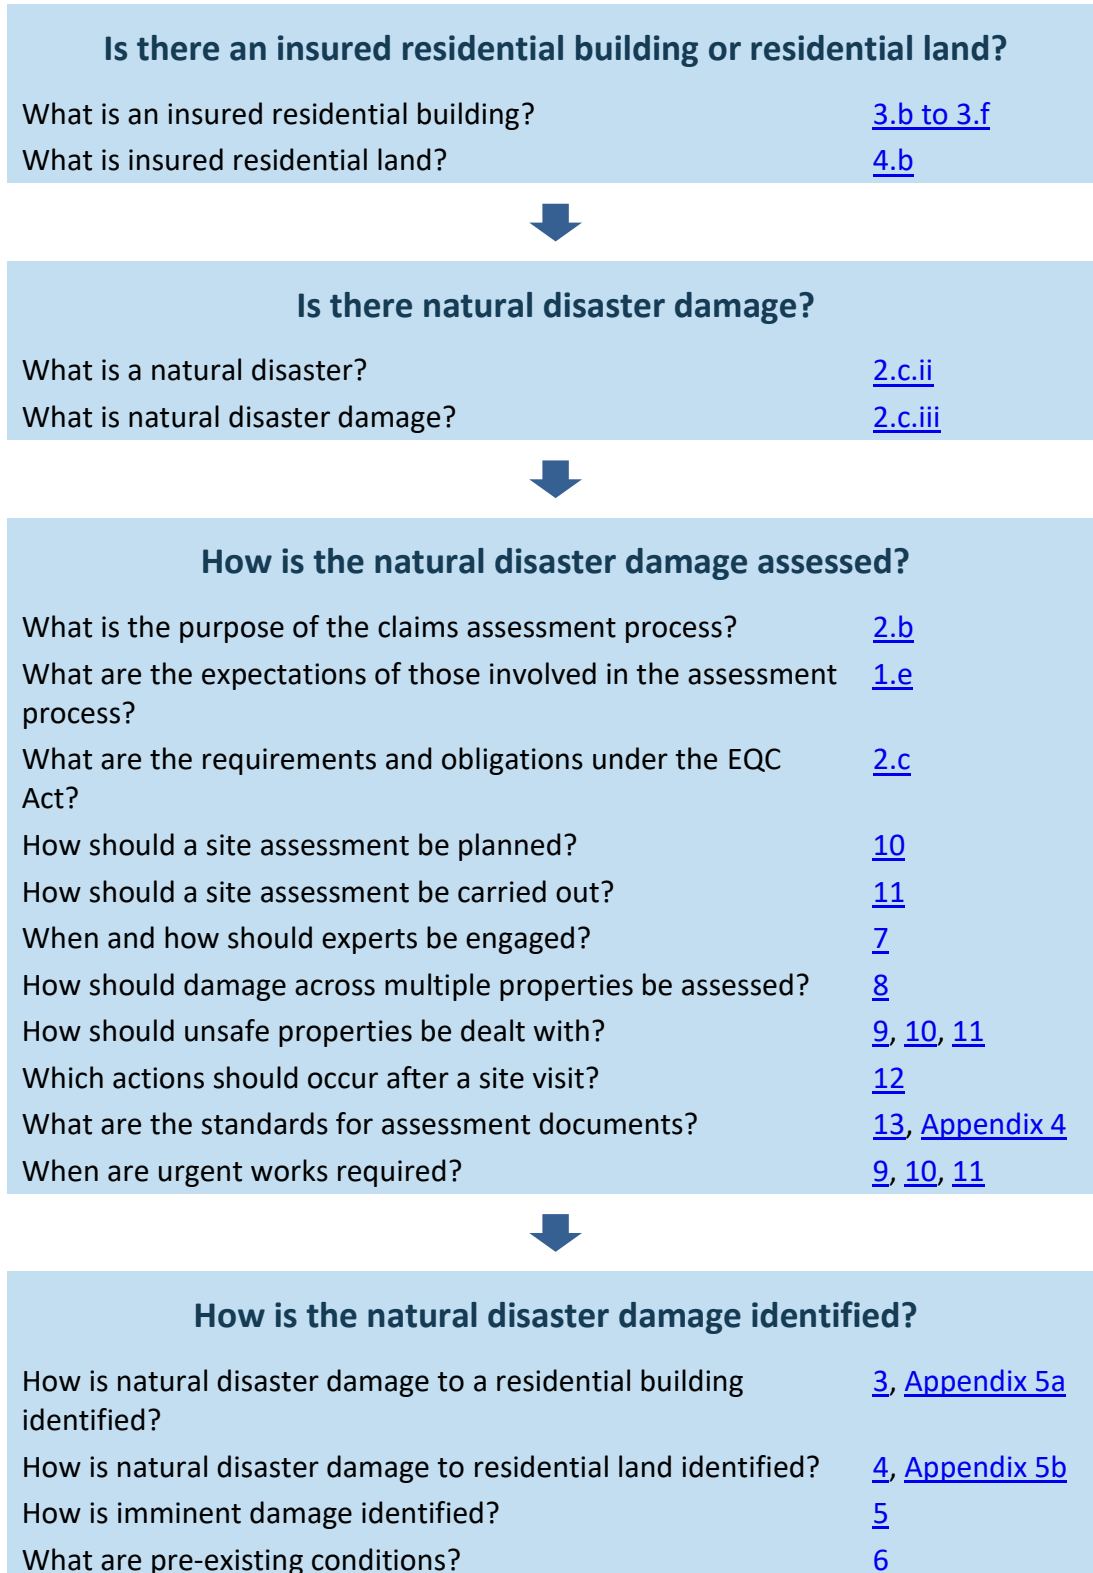 Is there an insured residential building or residential land?
What is an insured residential building? 3.b to 3.f
What is insured residential land? 4.b
Is there natural disaster damage?
What is a natural disaster? 2.c.ii
What is natural disaster damage? 2.c.iii
How is the natural disaster damage assessed?
What is the purpose of the claims assessment process? 2.b
What are the expectations of those involved in the assessment 1.e
process?
What are the requirements and obligations under the EQC 2.c
Act?
How should a site assessment be planned? 10
How should a site assessment be carried out? 11
When and how should experts be engaged? 7
How should damage across multiple properties be assessed? 8
How should unsafe properties be dealt with? 9, 10, 11
Which actions should occur after a site visit? 12
What are the standards for assessment documents? 13, Appendix 4
When are urgent works required? 9, 10, 11
How is the natural disaster damage identified?
How is natural disaster damage to a residential building 3, Appendix 5a
identified?
How is natural disaster damage to residential land identified? 4, Appendix 5b
How is imminent damage identified? 5
What are pre-existing conditions? 6